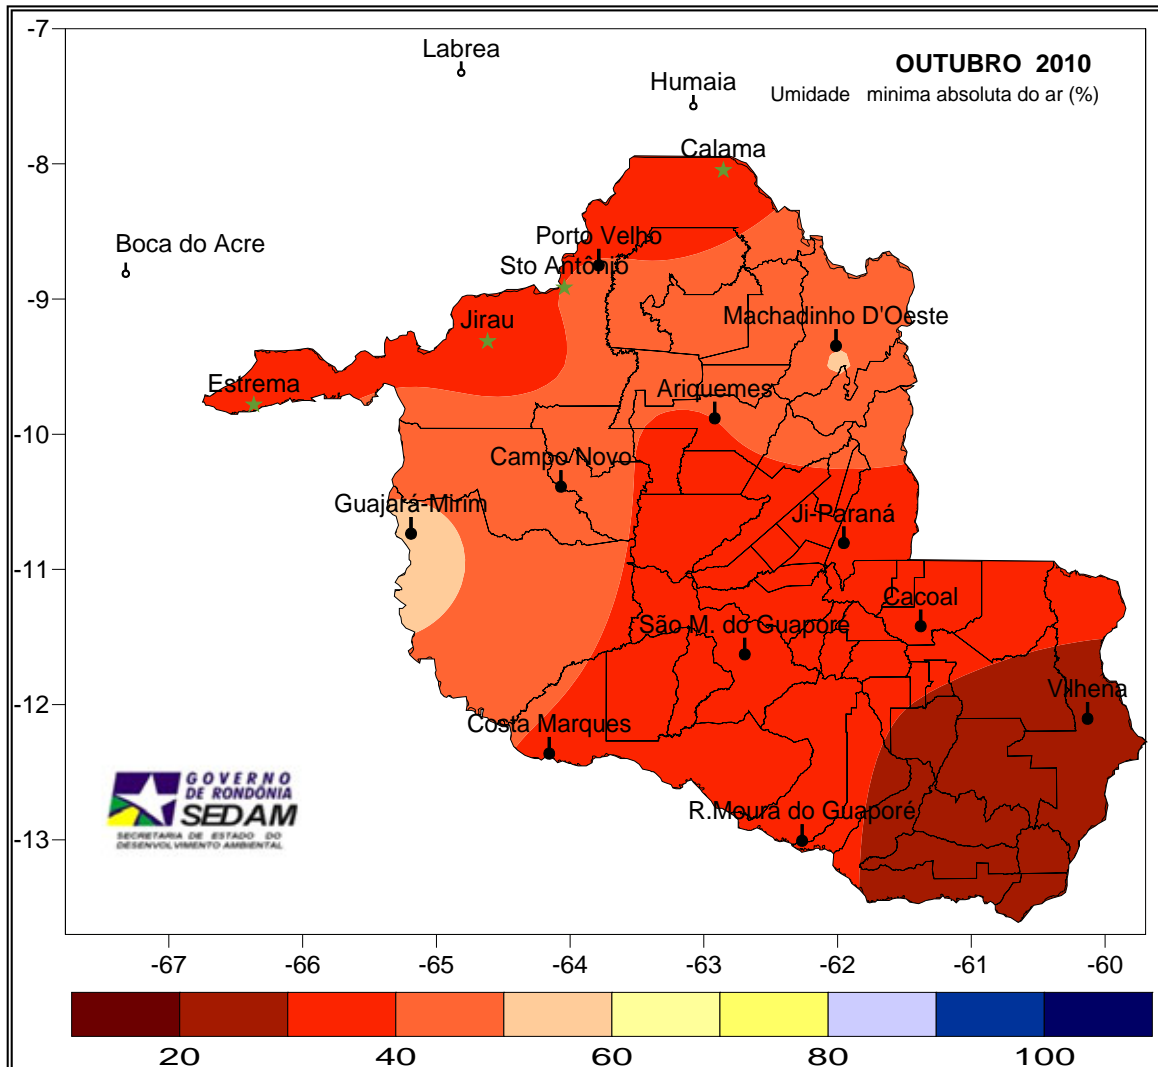 -7
Labrea
OUTUBRO 2010
Humaia
Umidade minima absoluta do ar (%)
Calama
-8
Porto Velho
Boca do Acre
Sto Antônio
-9
Machadinho D'Oeste
Jirau
Estrema
Ariquemes
-10
Campo Novo
Guajará-Mirim
Ji-Paraná
-11
Cacoal
São M. do Guaporé
Vilhena
-12
Costa Marques
GOVERNO
DE RONDÔNIA
SEDAM
SECRETARIA DE ESTADO DO
DESENVOLVIMENTO AMBIENTAL
R.Moura do Guaporé
-13
-67 -66 -65 -64 -63 -62 -61 -60
20 40 60 80 100